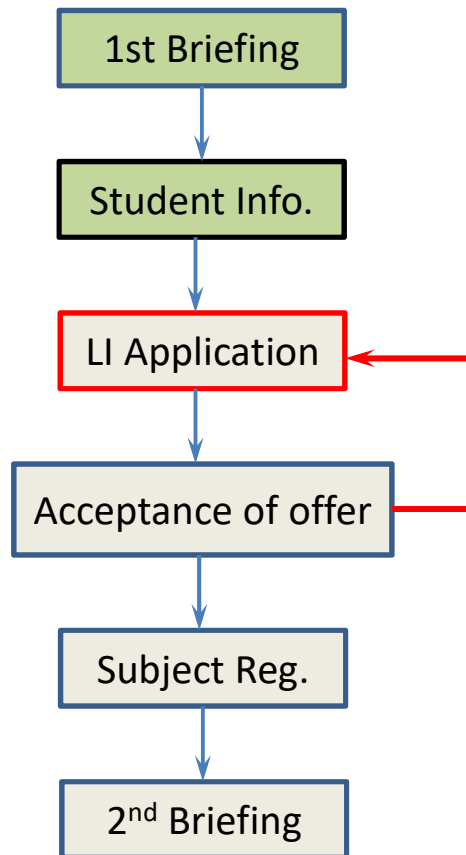 1st Briefing
Student Info.
LI Application
Acceptance of offer
Subject Reg.
2nd Briefing